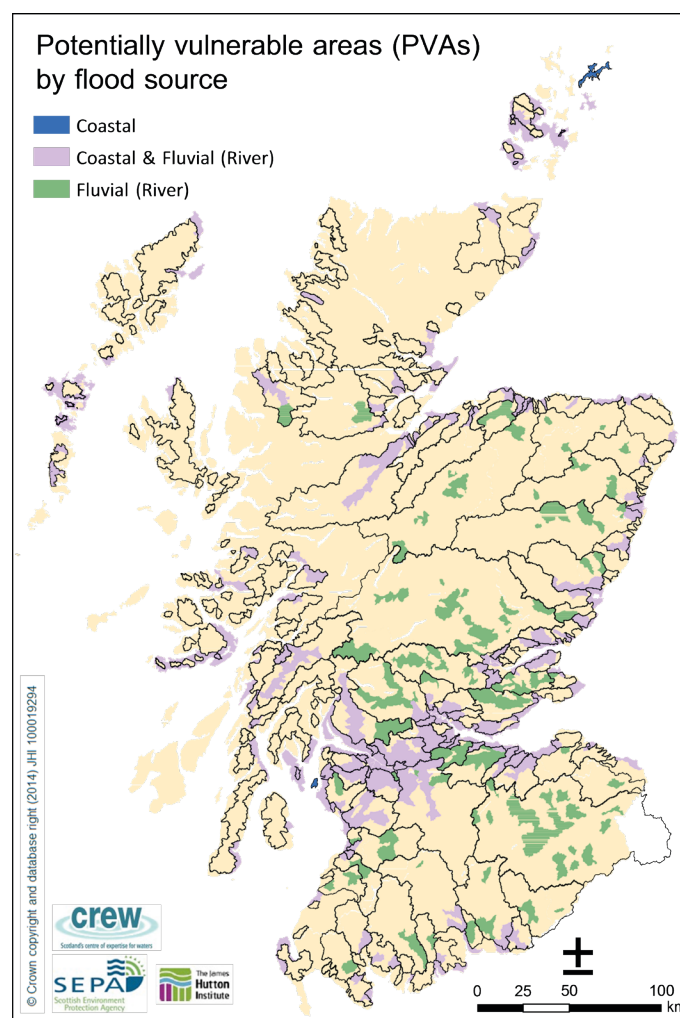 Potentially vulnerable areas (PVAs)
by flood source
Coastal
Coastal & Fluvial (River)
Fluvial (River)
© Crown copyright and database right (2014) JHI 100019294
crew
Scotland's centre of expertise for waters
SEPA
Scottish Environment
Protection Agency
The James
Hutton
Institute
±
0 25 50 100
km